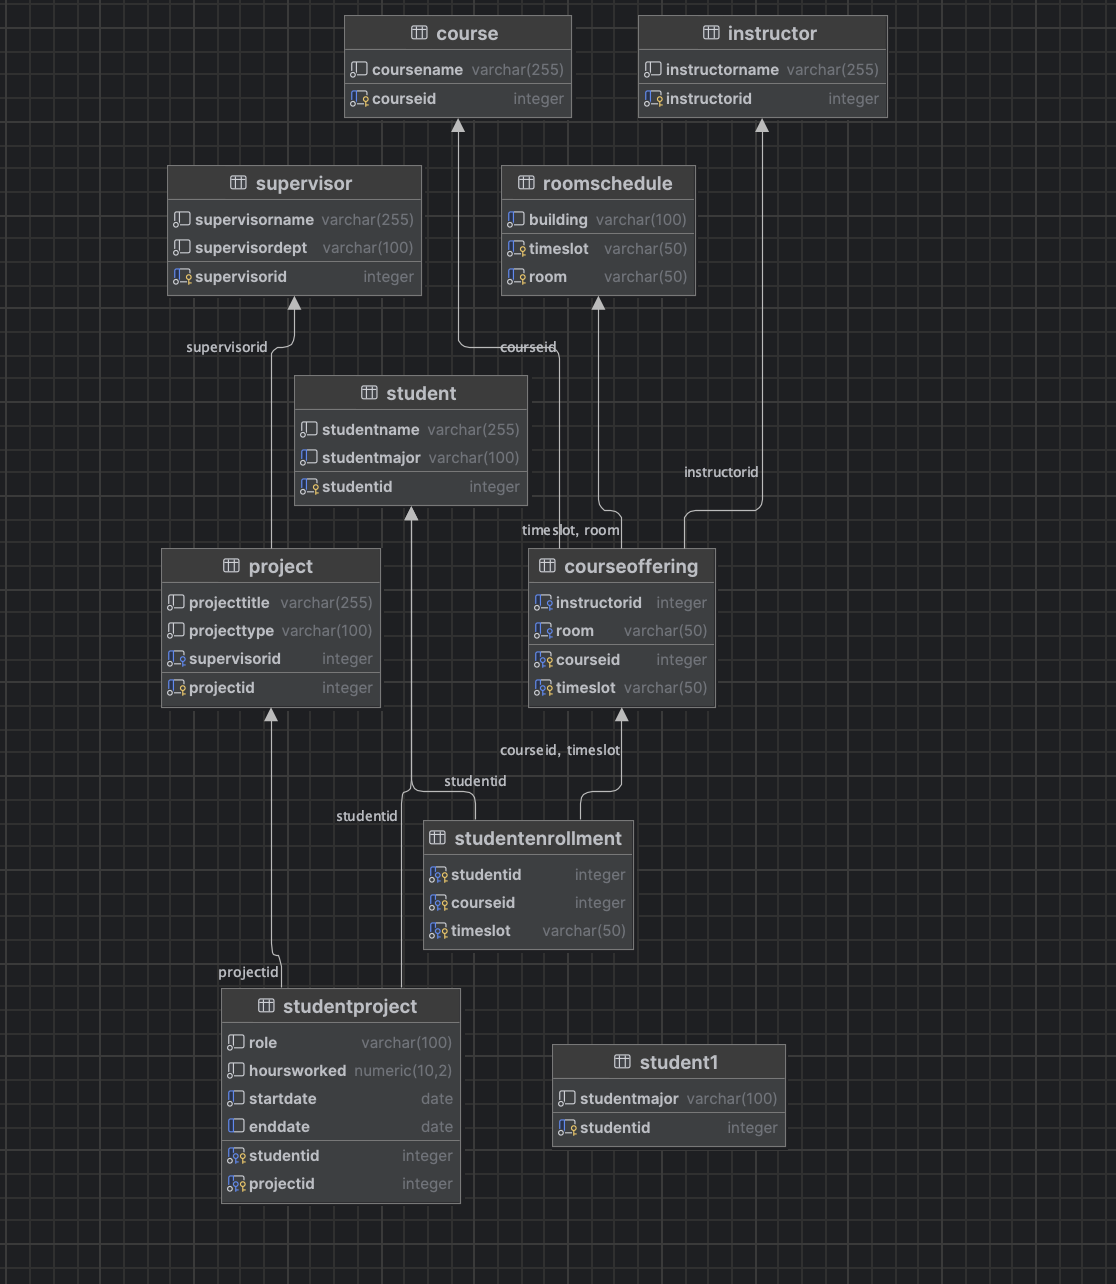 course
coursename varchar(255)
courseid integer
instructor
instructorname varchar(255)
instructorid integer
supervisor
supervisorname varchar(255)
supervisordept varchar(100)
supervisorid integer
roomschedule
building varchar(100)
timeslot varchar(50)
room varchar(50)
supervisorid
courseid
student
studentname varchar(255)
studentmajor varchar(100)
studentid integer
instructorid
timeslot, room
project
projecttitle varchar(255)
projecttype varchar(100)
supervisorid integer
projectid integer
courseoffering
instructorid integer
room varchar(50)
courseid integer
timeslot varchar(50)
courseid, timeslot
studentid
studentid
studentenrollment
studentid integer
courseid integer
timeslot varchar(50)
projectid
studentproject
role varchar(100)
hoursworked numeric(10,2)
startdate date
enddate date
studentid integer
projectid integer
student1
studentmajor varchar(100)
studentid integer